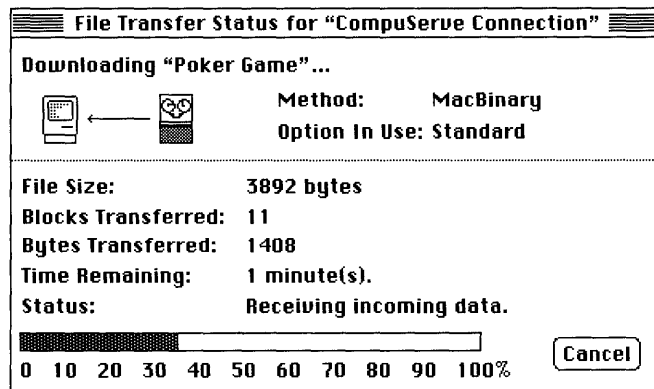 File Transfer Status for “CompuServe Connection”
Downloading “Poker Game”...
Method: MacBinary
Option In Use: Standard
File Size: 3892 bytes
Blocks Transferred: 11
Bytes Transferred: 1408
Time Remaining: 1 minute(s).
Status: Receiving incoming data.
0 10 20 30 40 50 60 70 80 90 100%
Cancel